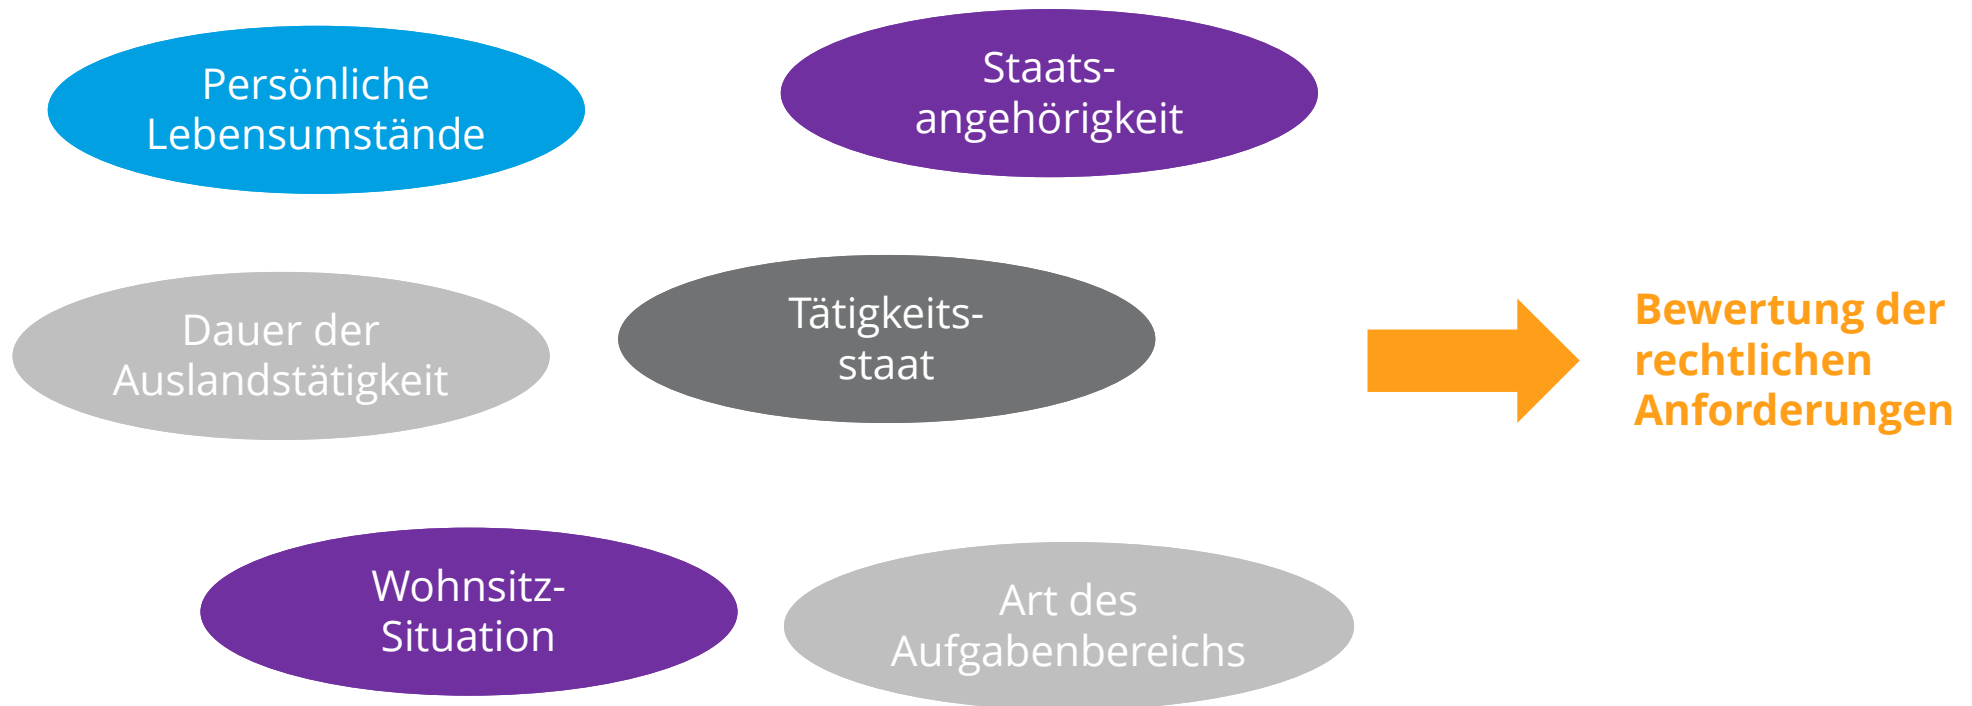 Persönliche
Lebensumstände
Staats-
angehörigkeit
Dauer der
Auslandstätigkeit
Tätigkeits-
staat
Bewertung der
rechtlichen
Anforderungen
Wohnsitz-
Situation
Art des
Aufgabenbereichs